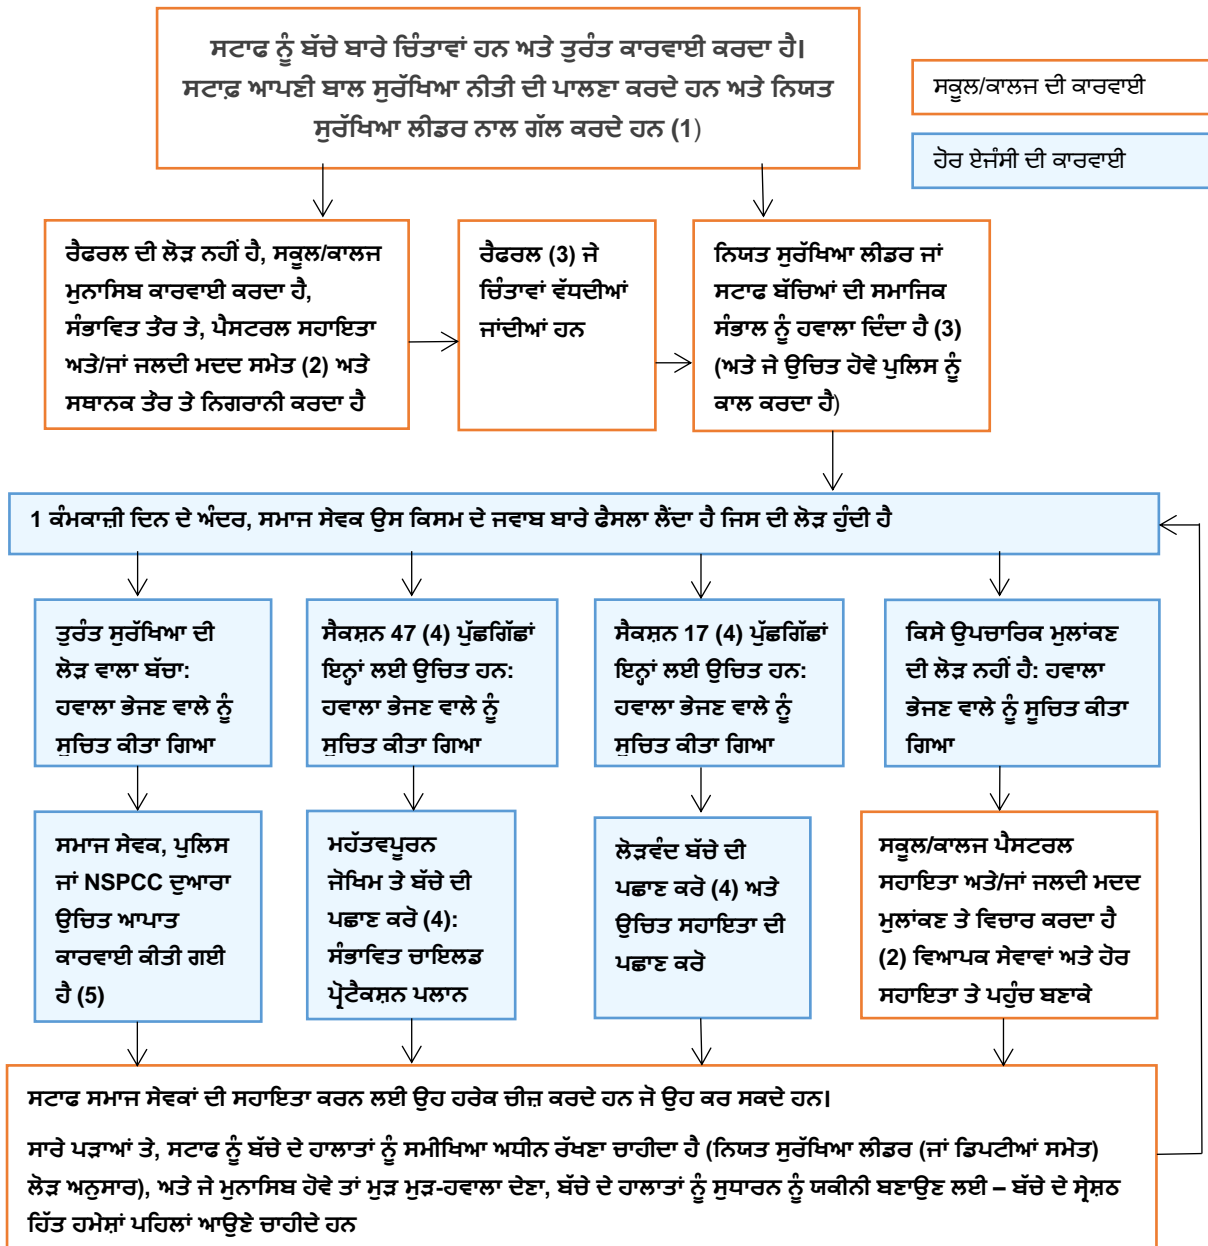 ਸਟਾਫ ਨੂੰ ਬੱਚੇ ਬਾਰੇ ਚਿੰਤਾਵਾਂ ਹਨ ਅਤੇ ਤੁਰੰਤ ਕਾਰਵਾਈ ਕਰਦਾ ਹੈ।
ਸਟਾਫ਼ ਆਪਣੀ ਬਾਲ ਸੁਰੱਖਿਆ ਨੀਤੀ ਦੀ ਪਾਲਣਾ ਕਰਦੇ ਹਨ ਅਤੇ ਨਿਯਤ
ਸੁਰੱਖਿਆ ਲੀਡਰ ਨਾਲ ਗੱਲ ਕਰਦੇ ਹਨ (1)
ਸਕੂਲ/ਕਾਲਜ ਦੀ ਕਾਰਵਾਈ
ਹੋਰ ਏਜੰਸੀ ਦੀ ਕਾਰਵਾਈ
ਰੈਫਰਲ ਦੀ ਲੋੜ ਨਹੀਂ ਹੈ, ਸਕੂਲ/ਕਾਲਜ
ਮੁਨਾਸਿਬ ਕਾਰਵਾਈ ਕਰਦਾ ਹੈ,
ਸੰਭਾਵਿਤ ਤੌਰ ਤੇ, ਪੈਸਟਰਲ ਸਹਾਇਤਾ
ਅਤੇ/ਜਾਂ ਜਲਦੀ ਮਦਦ ਸਮੇਤ (2) ਅਤੇ
ਸਥਾਨਕ ਤੌਰ ਤੇ ਨਿਗਰਾਨੀ ਕਰਦਾ ਹੈ
ਰੈਫਰਲ (3) ਜੇ
ਚਿੰਤਾਵਾਂ ਵੱਧਦੀਆਂ
ਜਾਂਦੀਆਂ ਹਨ
ਨਿਯਤ ਸੁਰੱਖਿਆ ਲੀਡਰ ਜਾਂ
ਸਟਾਫ ਬੱਚਿਆਂ ਦੀ ਸਮਾਜਿਕ
ਸੰਭਾਲ ਨੂੰ ਹਵਾਲਾ ਦਿੰਦਾ ਹੈ (3)
(ਅਤੇ ਜੇ ਉਚਿਤ ਹੋਵੇ ਪੁਲਿਸ ਨੂੰ
ਕਾਲ ਕਰਦਾ ਹੈ)
1 ਕੰਮਕਾਜ਼ੀ ਦਿਨ ਦੇ ਅੰਦਰ, ਸਮਾਜ ਸੇਵਕ ਉਸ ਕਿਸਮ ਦੇ ਜਵਾਬ ਬਾਰੇ ਫੈਸਲਾ ਲੈਂਦਾ ਹੈ ਜਿਸ ਦੀ ਲੋੜ ਹੁੰਦੀ ਹੈ
ਤੁਰੰਤ ਸੁਰੱਖਿਆ ਦੀ
ਲੋੜ ਵਾਲਾ ਬੱਚਾ:
ਹਵਾਲਾ ਭੇਜਣ ਵਾਲੇ ਨੂੰ
ਸੂਚਿਤ ਕੀਤਾ ਗਿਆ
ਸੈਕਸ਼ਨ 47 (4) ਪੁੱਛਗਿੱਛਾਂ
ਇਨ੍ਹਾਂ ਲਈ ਉਚਿਤ ਹਨ:
ਹਵਾਲਾ ਭੇਜਣ ਵਾਲੇ ਨੂੰ
ਸੂਚਿਤ ਕੀਤਾ ਗਿਆ
ਸੈਕਸ਼ਨ 17 (4) ਪੁੱਛਗਿੱਛਾਂ
ਇਨ੍ਹਾਂ ਲਈ ਉਚਿਤ ਹਨ:
ਹਵਾਲਾ ਭੇਜਣ ਵਾਲੇ ਨੂੰ
ਸੂਚਿਤ ਕੀਤਾ ਗਿਆ
ਕਿਸੇ ਉਪਚਾਰਿਕ ਮੁਲਾਂਕਣ
ਦੀ ਲੋੜ ਨਹੀਂ ਹੈ: ਹਵਾਲਾ
ਭੇਜਣ ਵਾਲੇ ਨੂੰ ਸੂਚਿਤ ਕੀਤਾ
ਗਿਆ
ਸਮਾਜ ਸੇਵਕ, ਪੁਲਿਸ
ਜਾਂ NSPCC ਦੁਆਰਾ
ਉਚਿਤ ਆਪਾਤ
ਕਾਰਵਾਈ ਕੀਤੀ ਗਈ
ਹੈ (5)
ਮਹੱਤਵਪੂਰਨ
ਜੋਖਿਮ ਤੇ ਬੱਚੇ ਦੀ
ਪਛਾਣ ਕਰੋ (4):
ਸੰਭਾਵਿਤ ਚਾਇਲਡ
ਪ੍ਰੋਟੈਕਸ਼ਨ ਪਲਾਨ
ਲੋੜਵੰਦ ਬੱਚੇ ਦੀ
ਪਛਾਣ ਕਰੋ (4) ਅਤੇ
ਉਚਿਤ ਸਹਾਇਤਾ ਦੀ
ਪਛਾਣ ਕਰੋ
ਸਕੂਲ/ਕਾਲਜ ਪੈਸਟਰਲ
ਸਹਾਇਤਾ ਅਤੇ/ਜਾਂ ਜਲਦੀ ਮਦਦ
ਮੁਲਾਂਕਣ ਤੇ ਵਿਚਾਰ ਕਰਦਾ ਹੈ
(2) ਵਿਆਪਕ ਸੇਵਾਵਾਂ ਅਤੇ ਹੋਰ
ਸਹਾਇਤਾ ਤੇ ਪਹੁੰਚ ਬਣਾਕੇ
ਸਟਾਫ ਸਮਾਜ ਸੇਵਕਾਂ ਦੀ ਸਹਾਇਤਾ ਕਰਨ ਲਈ ਉਹ ਹਰੇਕ ਚੀਜ਼ ਕਰਦੇ ਹਨ ਜੋ ਉਹ ਕਰ ਸਕਦੇ ਹਨ।
ਸਾਰੇ ਪੜਾਆਂ ਤੇ, ਸਟਾਫ ਨੂੰ ਬੱਚੇ ਦੇ ਹਾਲਾਤਾਂ ਨੂੰ ਸਮੀਖਿਆ ਅਧੀਨ ਰੱਖਣਾ ਚਾਹੀਦਾ ਹੈ (ਨਿਯਤ ਸੁਰੱਖਿਆ ਲੀਡਰ (ਜਾਂ ਡਿਪਟੀਆਂ ਸਮੇਤ)
ਲੋੜ ਅਨੁਸਾਰ), ਅਤੇ ਜੇ ਮੁਨਾਸਿਬ ਹੋਵੇ ਤਾਂ ਮੁੜ ਮੁੜ-ਹਵਾਲਾ ਦੇਣਾ, ਬੱਚੇ ਦੇ ਹਾਲਾਤਾਂ ਨੂੰ ਸੁਧਾਰਨ ਨੂੰ ਯਕੀਨੀ ਬਣਾਉਣ ਲਈ – ਬੱਚੇ ਦੇ ਸ੍ਰੇਸ਼ਠ
ਹਿੱਤ ਹਮੇਸ਼ਾਂ ਪਹਿਲਾਂ ਆਉਣੇ ਚਾਹੀਦੇ ਹਨ